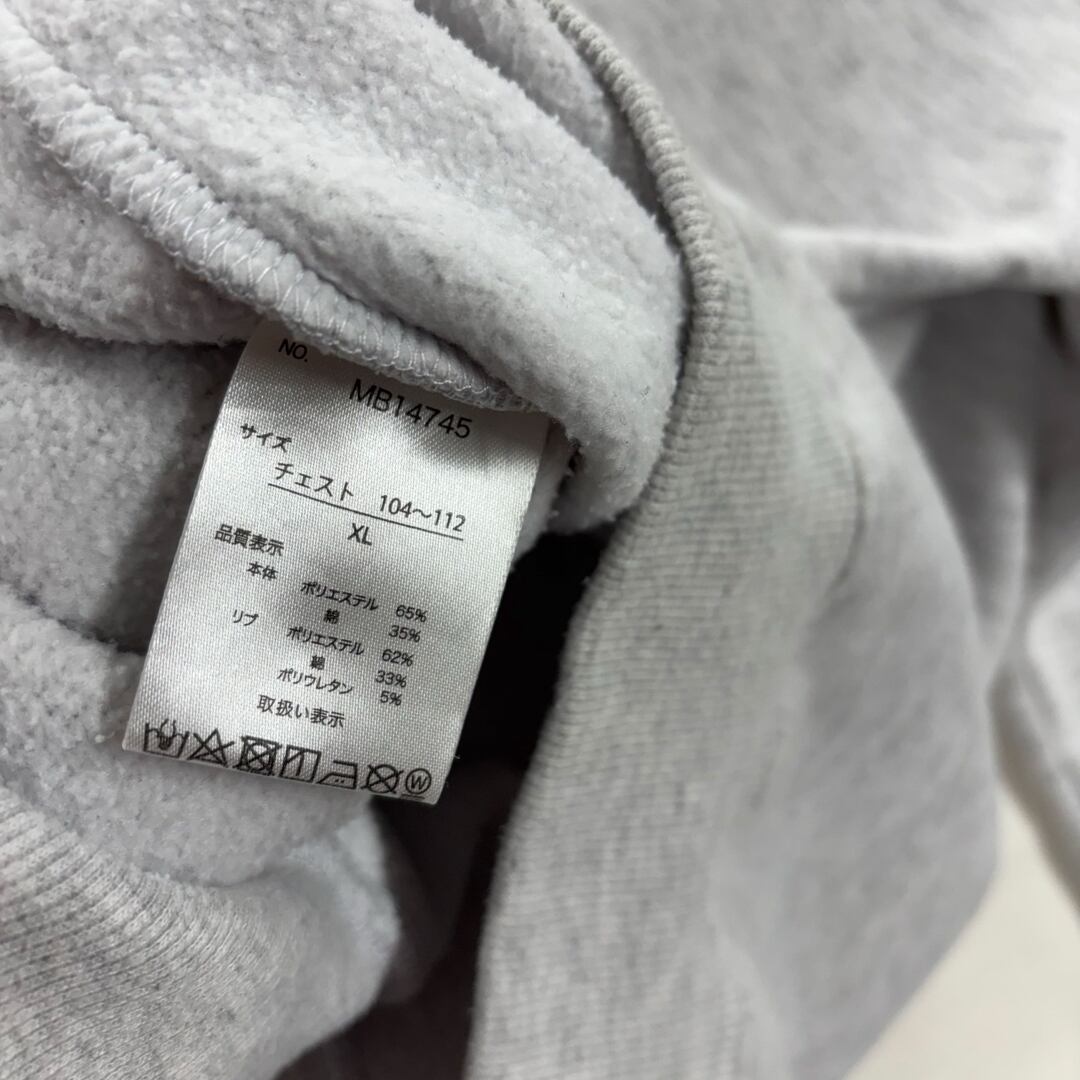 NO.
MB14745
サイズ
チェスト 104〜112
XL
品質表示
本体 ポリエステル 65%
綿 35%
リブ ポリエステル 62%
綿 33%
ポリウレタン 5%
取扱い表示
W